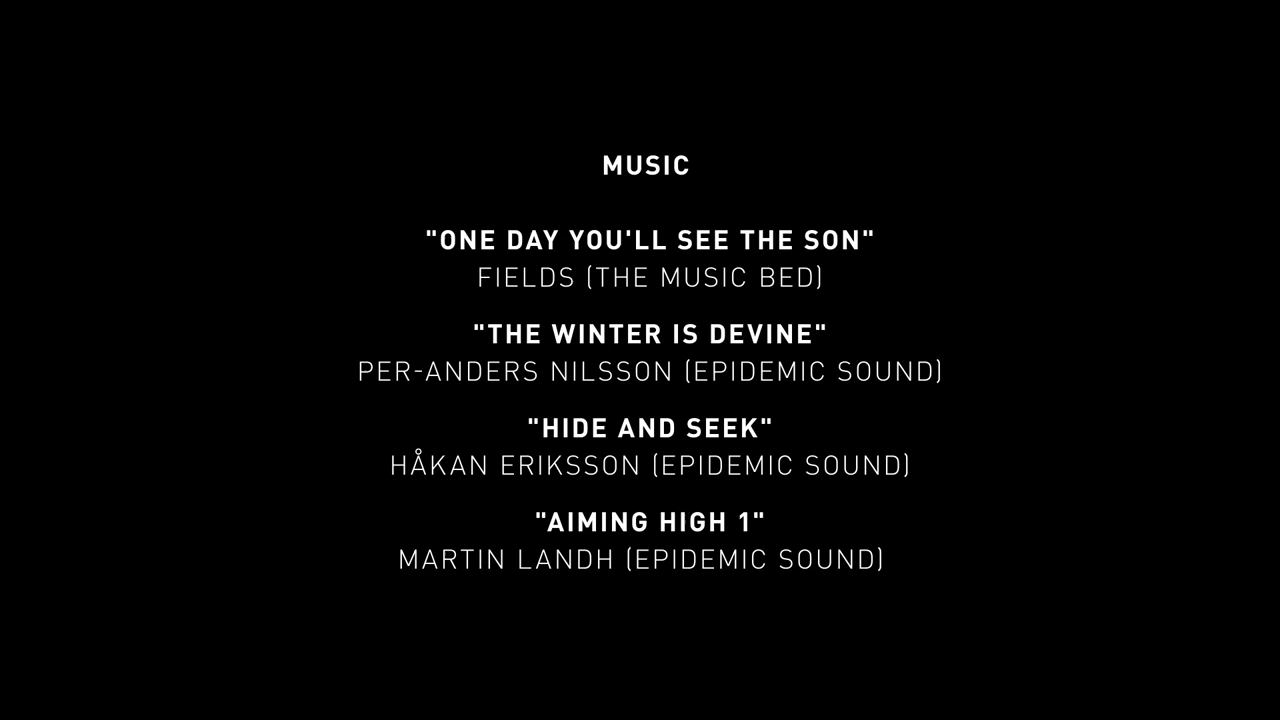 MUSIC
"ONE DAY YOU'LL SEE THE SON"
FIELDS (THE MUSIC BED)
"THE WINTER IS DEVINE"
PER-ANDERS NILSSON (EPIDEMIC SOUND)
"HIDE AND SEEK"
HÅKAN ERIKSSON (EPIDEMIC SOUND)
"AIMING HIGH 1"
MARTIN LANDH (EPIDEMIC SOUND)